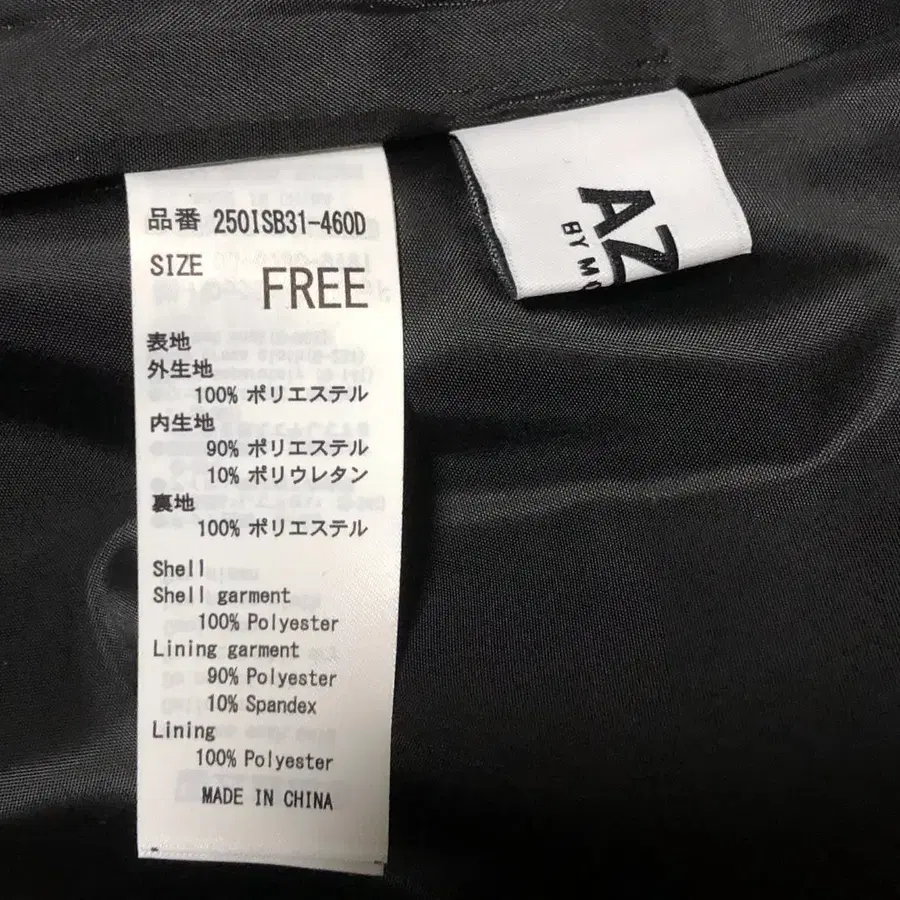 品番 250ISB31-460D
SIZE
FREE
表地
外生地
100% ポリエステル
内生地
90% ポリエステル
10% ポリウレタン
裏地
100% ポリエステル
Shell
Shell garment
100% Polyester
Lining garment
90% Polyester
10% Spandex
Lining
100% Polyester
MADE IN CHINA
AZ
BY MO